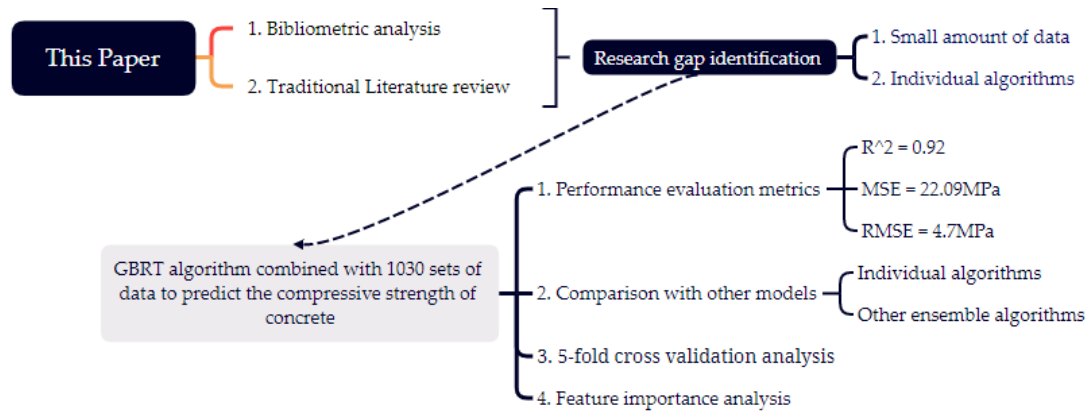 This Paper
1. Bibliometric analysis
2. Traditional Literature review
Research gap identification
1. Small amount of data
2. Individual algorithms
GBRT algorithm combined with 1030 sets of
data to predict the compressive strength of
concrete
1. Performance evaluation metrics
R^2 = 0.92
MSE = 22.09MPa
RMSE = 4.7MPa
2. Comparison with other models
Individual algorithms
Other ensemble algorithms
3. 5-fold cross validation analysis
4. Feature importance analysis